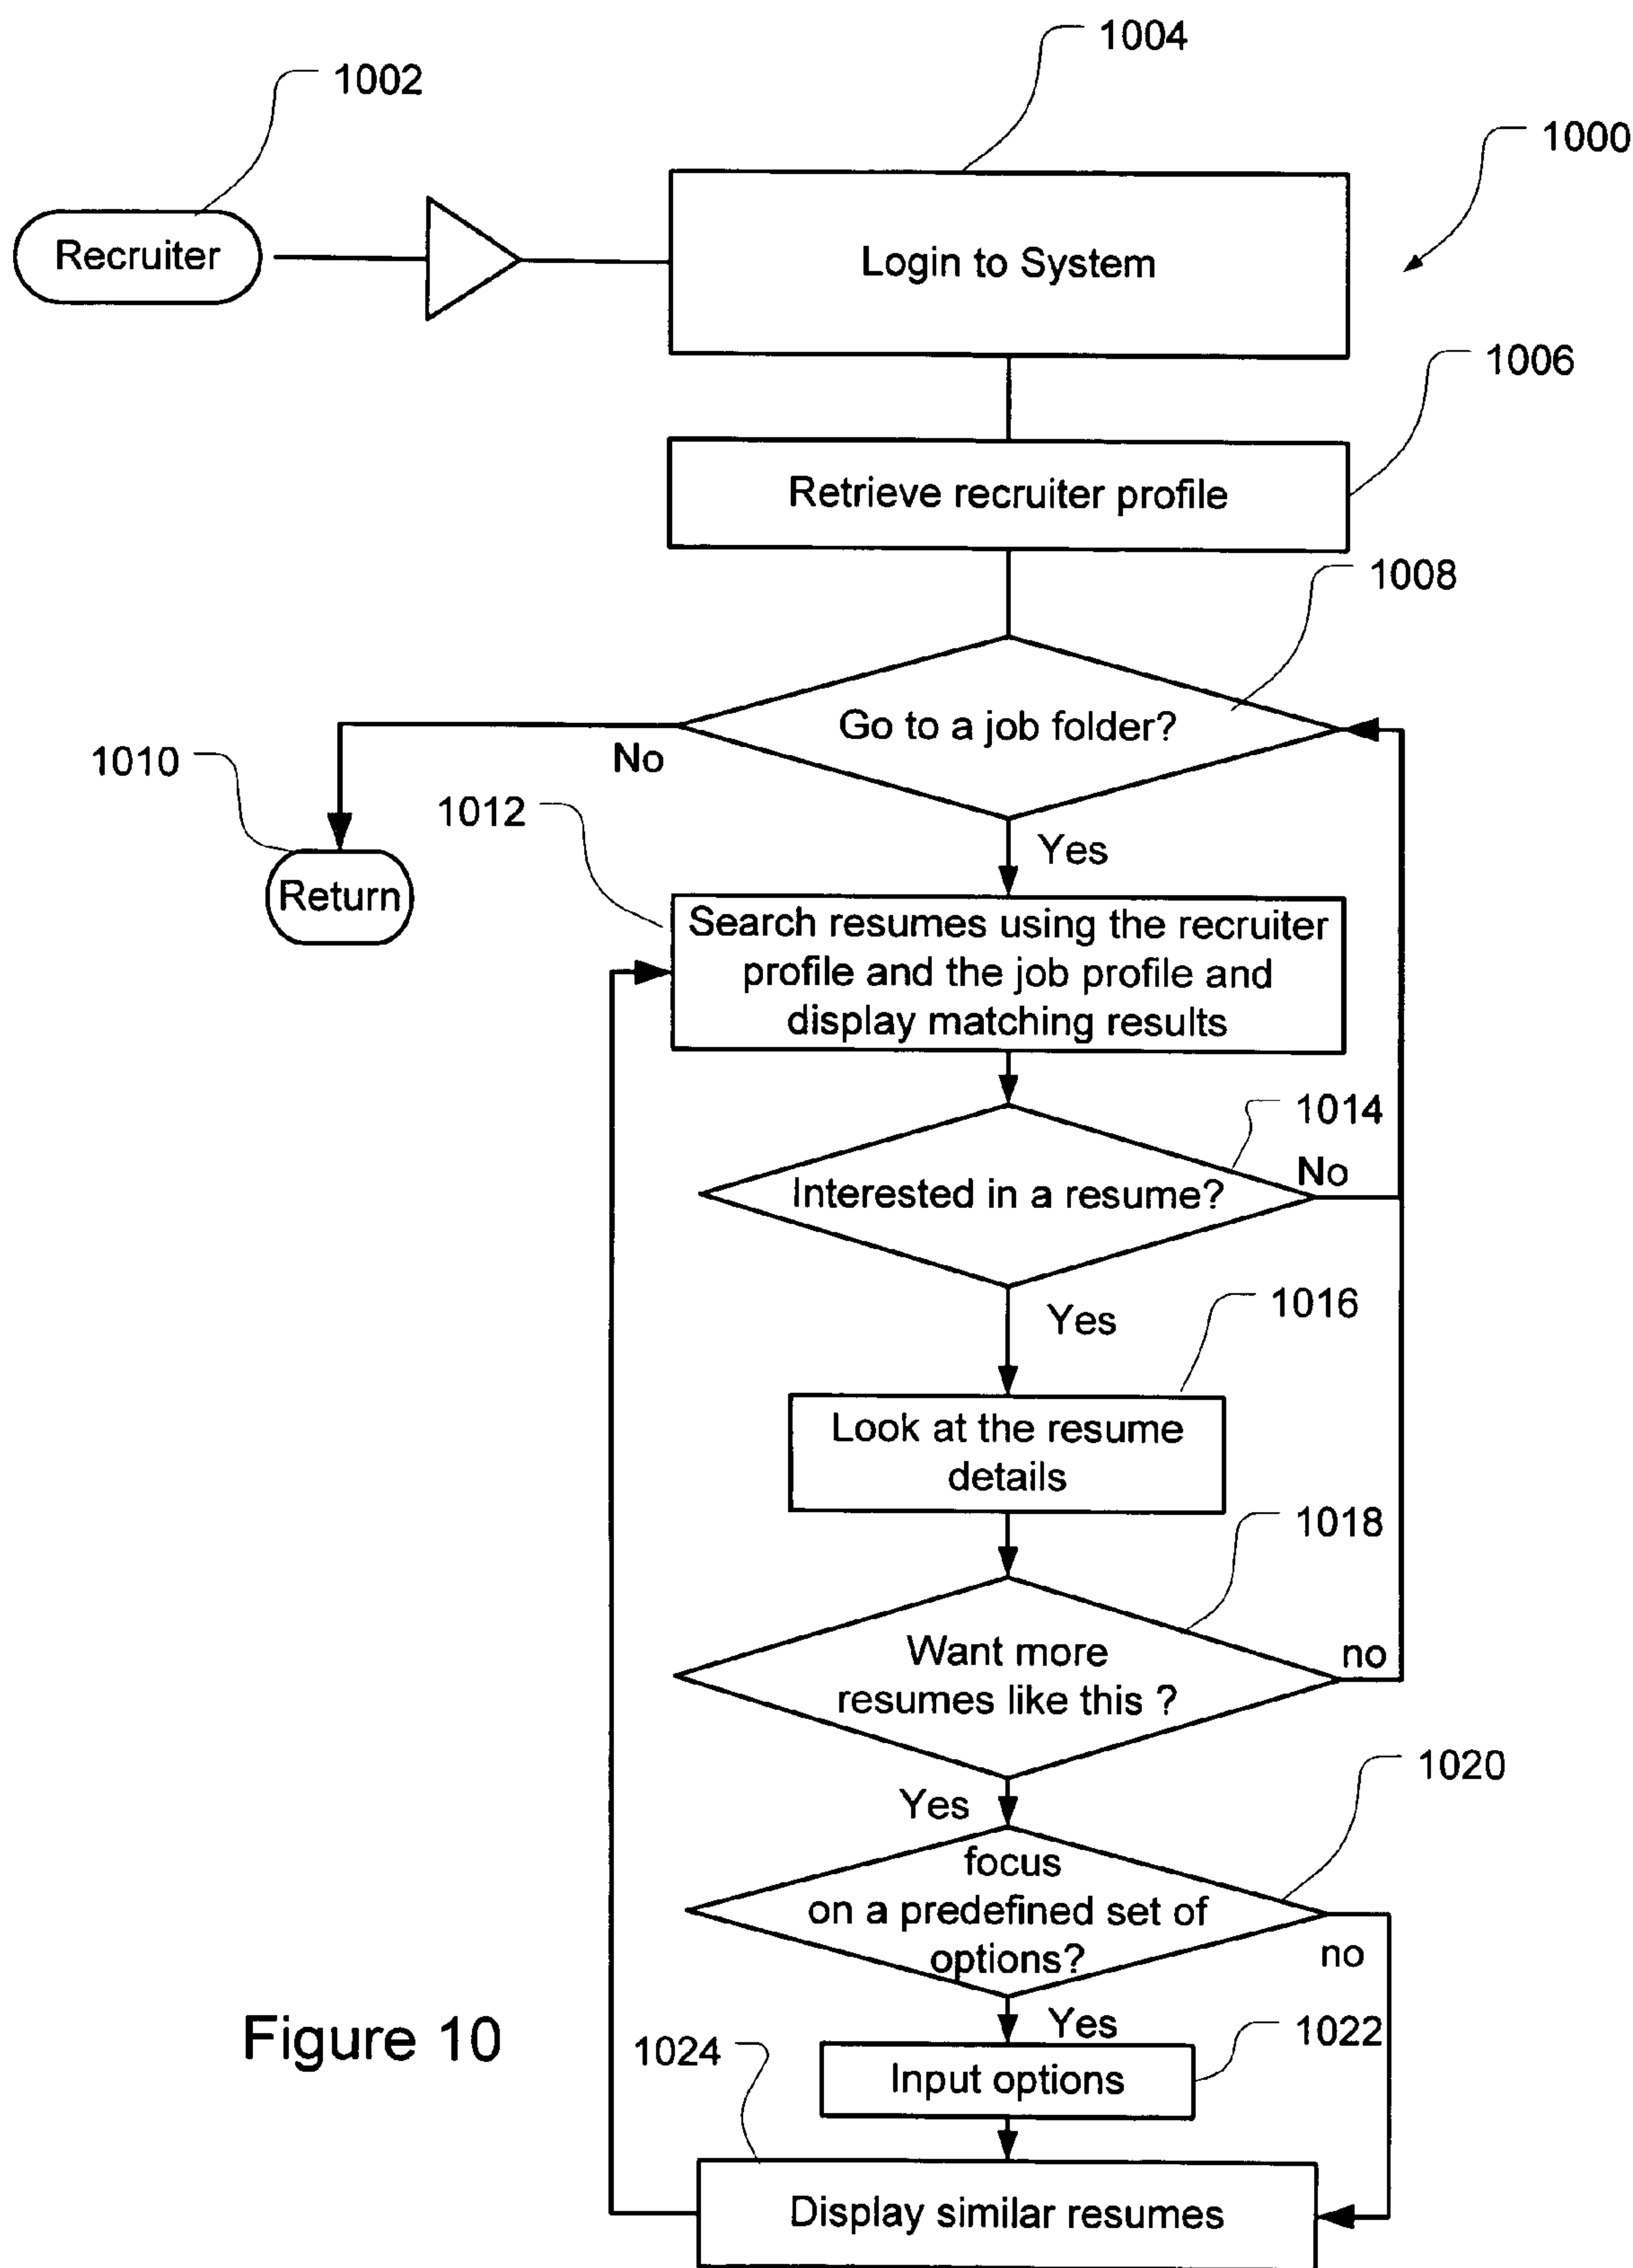 1004
1002
1000
Recruiter
Login to System
1006
Retrieve recruiter profile
1008
Go to a job folder?
No
1010
1012
Yes
Return
Search resumes using the recruiter
profile and the job profile and
display matching results
1014
No
Interested in a resume?
1016
Yes
Look at the resume
details
1018
Want more
resumes like this ?
no
1020
Yes
focus
on a predefined set of
options?
no
Figure 10
Yes
1022
1024
Input options
Display similar resumes